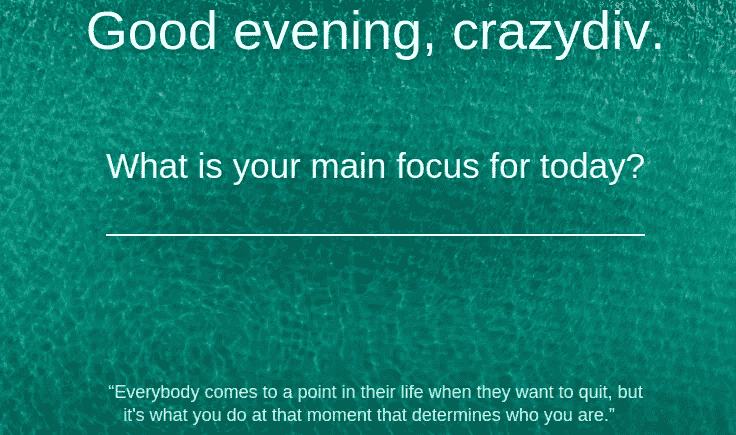 Good evening, crazydiv.
What is your main focus for today?
“Everybody comes to a point in their life when they want to quit, but
it's what you do at that moment that determines who you are.”